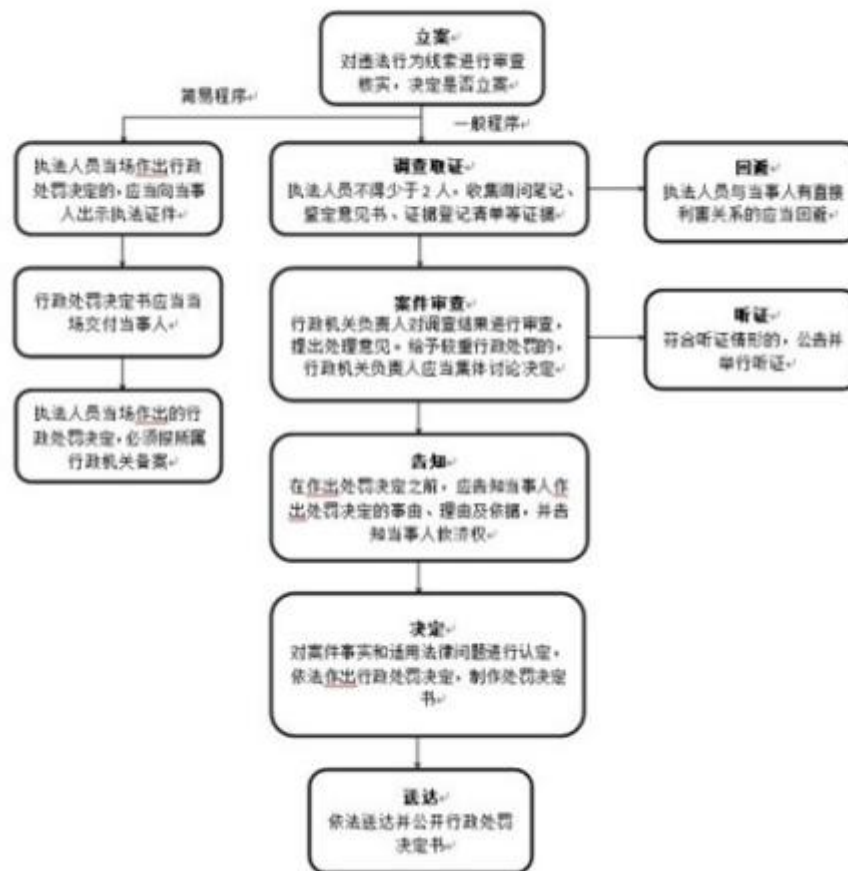 立案
对违法行为线索进行审查
核实，决定是否立案
简易程序
一般程序
执法人员当场作出行政
处罚决定的，应当向当事
人出示执法证件
调查取证
执法人员不得少于2人，收集询问笔记、
鉴定意见书、证据登记清单等证据
回避
执法人员与当事人有直接
利害关系的应当回避
行政处罚决定书应当当
场交付当事人
案件审查
行政机关负责人对调查结果进行审查，
提出处理意见。给予较重行政处罚的，
行政机关负责人应当集体讨论决定
听证
符合听证情形的，公告并
举行听证
执法人员当场作出的行
政处罚决定，必须报所属
行政机关备案
告知
在作出处罚决定之前，应告知当事人作
出处罚决定的事由、理由及依据，并告
知当事人救济权
决定
对案件事实和适用法律问题进行认定，
依法作出行政处罚决定，制作处罚决定
书
送达
依法送达并公开行政处罚
决定书